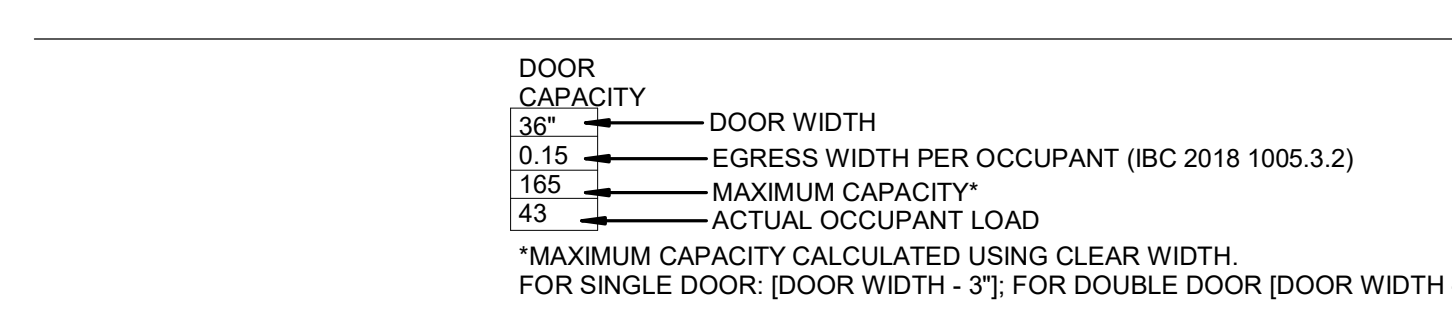 DOOR
CAPACITY
36" DOOR WIDTH
0.15 EGRESS WIDTH PER OCCUPANT (IBC 2018 1005.3.2)
165 MAXIMUM CAPACITY*
43 ACTUAL OCCUPANT LOAD
*MAXIMUM CAPACITY CALCULATED USING CLEAR WIDTH.
FOR SINGLE DOOR: [DOOR WIDTH - 3"]; FOR DOUBLE DOOR [DOOR WIDTH